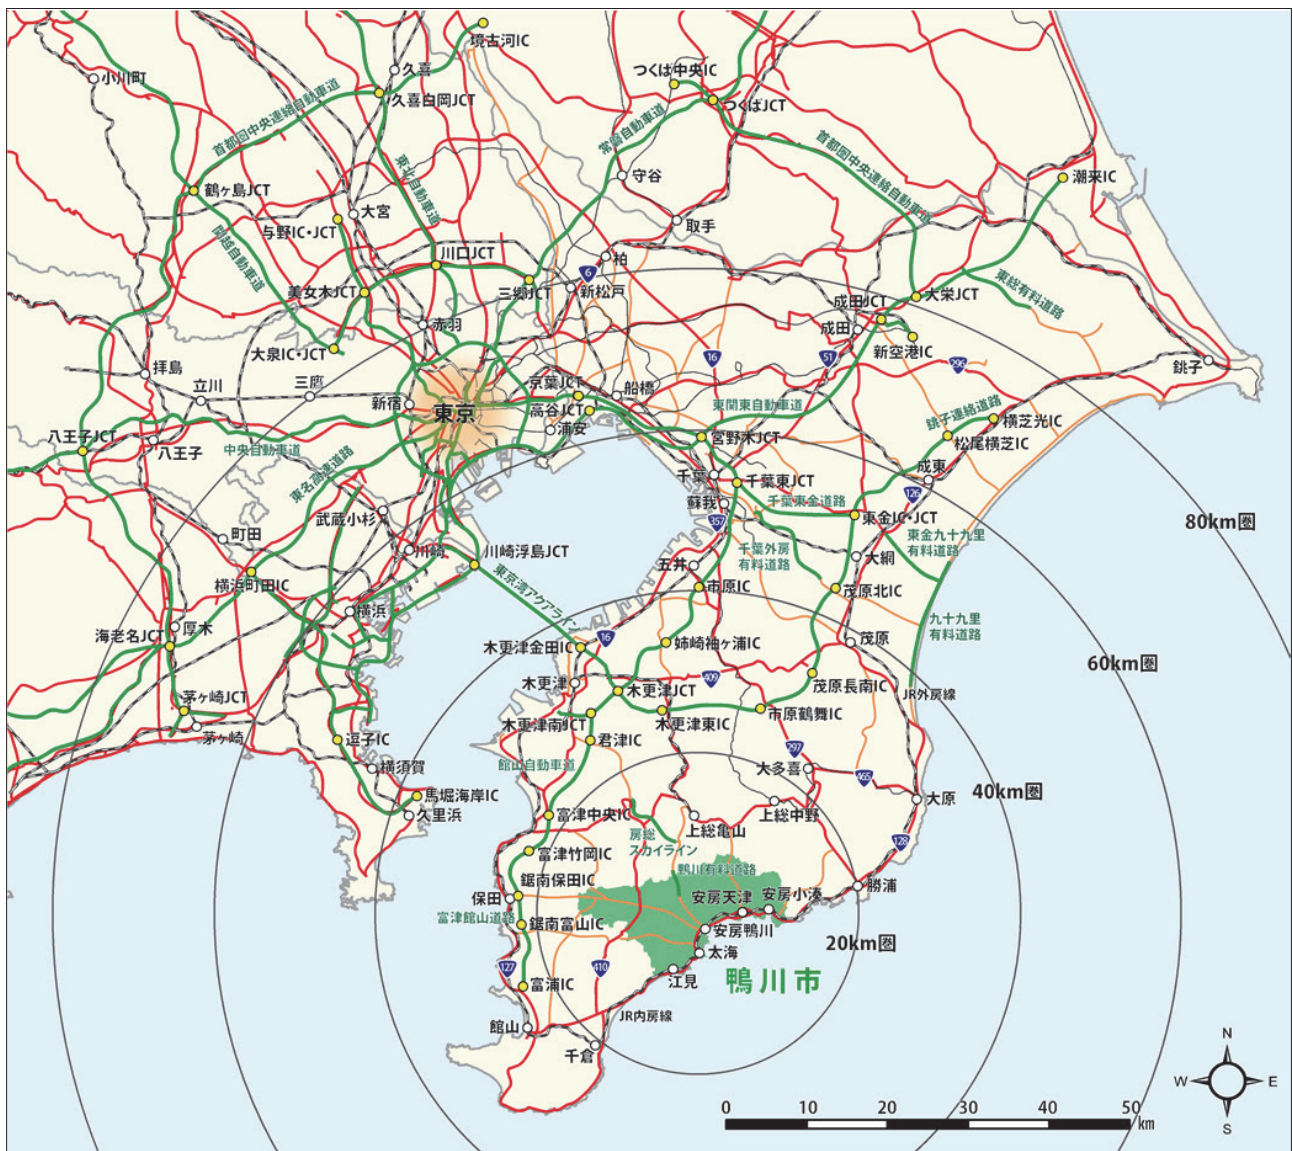 境古河IC
久喜
小川町
つくば中央IC
久喜白岡JCT
つくばJCT
首都圏中央連絡自動車道
常磐自動車道
首都圏中央連絡自動車道
東北自動車道
守谷
潮来IC
鶴ヶ島JCT
大宮
与野IC・JCT
取手
関越自動車道
川口JCT
柏
6
東総有料道路
美女木JCT
三郷JCT
新松戸
成田JCT
大栄JCT
赤羽
成田
新空港IC
大泉IC・JCT
16
51
296
銚子
拝島
立川
三鷹
新宿
東京
京葉JCT
船橋
高谷JCT
東関東自動車道
銚子連絡道路
横芝光IC
浦安
八王子JCT
八王子
中央自動車道
宮野木JCT
松尾横芝IC
東名高速道路
千葉
千葉東JCT
成東
126
蘇我
千葉東金道路
武蔵小杉
357
東金IC・JCT
80km圏
町田
東金九十九里
有料道路
川崎
川崎浮島JCT
千葉外房
有料道路
大網
五井
横浜町田IC
東京湾アクアライン
市原IC
茂原北IC
横浜
九十九里
有料道路
海老名JCT
厚木
16
木更津金田IC
姉崎袖ヶ浦IC
茂原
60km圏
木更津
木更津JCT
409
茂原長南IC
JR外房線
茅ヶ崎JCT
茅ヶ崎
木更津南JCT
木更津東IC
市原鶴舞IC
逗子IC
君津IC
297
館山自動車道
横須賀
大多喜
465
馬堀海岸IC
40km圏
大原
久里浜
富津中央IC
上総亀山
上総中野
房総
スカイライン
128
富津竹岡IC
鴨川有料道路
鋸南保田IC
保田
安房天津
安房小湊
勝浦
富津館山道路
鋸南富山IC
安房鴨川
20km圏
太海
127
410
江見
鴨川市
富浦IC
館山
JR内房線
千倉
N
W
E
S
0
10
20
30
40
50
km